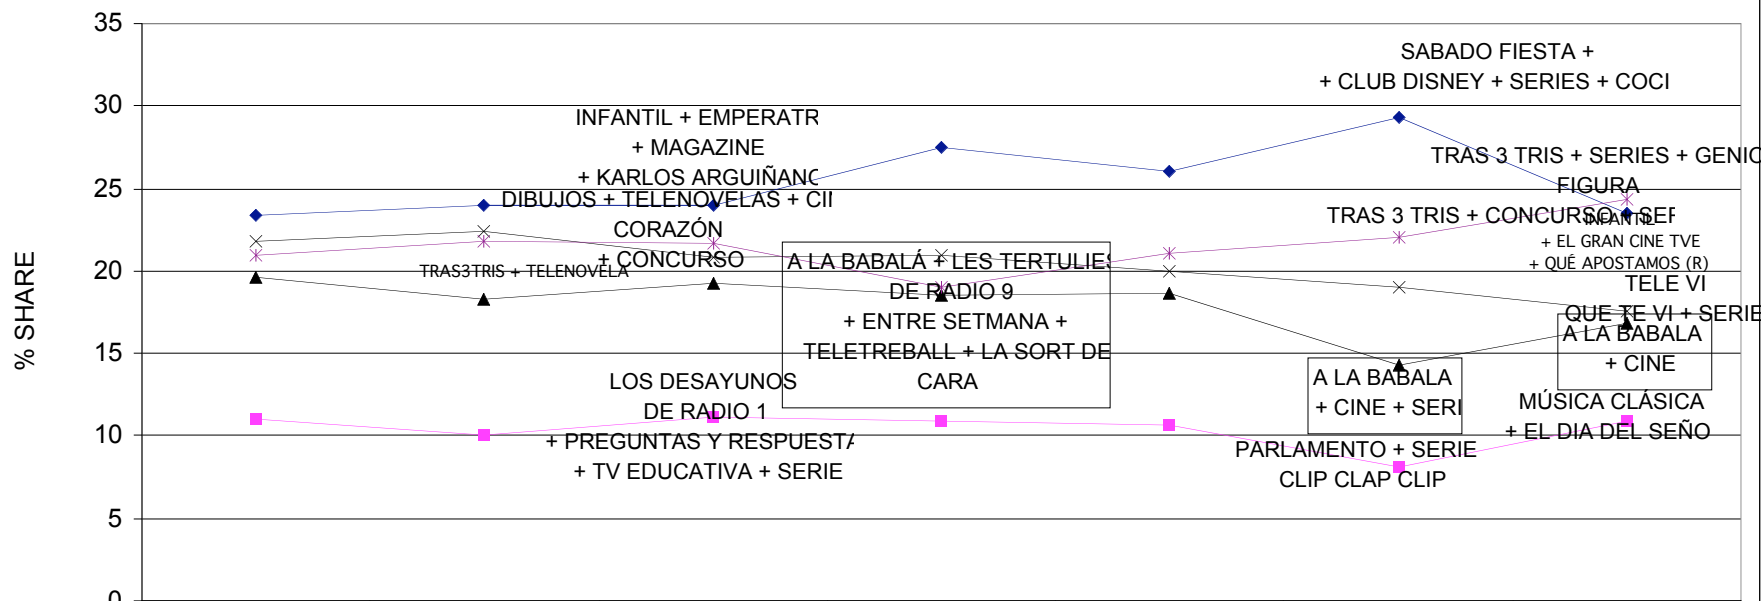 35
30
25
20
15
10
5
0
% SHARE
SABADO FIESTA +
+ CLUB DISNEY + SERIES + COCI
INFANTIL + EMPERATR
+ MAGAZINE
+ KARLOS ARGUIÑANO
DIBUJOS + TELENOVELAS + CIN
CORAZÓN
+ CONCURSO
TRAS3TRIS + TELENOVELA
A LA BABALÁ + LES TERTULIES
DE RADIO 9
+ ENTRE SETMANA +
TELETREBALL + LA SORT DE
CARA
LOS DESAYUNOS
DE RADIO 1
+ PREGUNTAS Y RESPUESTA
+ TV EDUCATIVA + SERIE
TRAS 3 TRIS + SERIES + GENIO
FIGURA
TRAS 3 TRIS + CONCURSO + SER
INFANTIL
+ EL GRAN CINE TVE
+ QUÉ APOSTAMOS (R)
TELE VI
QUE TE VI + SERIE
A LA BABALA
+ CINE
A LA BABALA
+ CINE + SERI
MÚSICA CLÁSICA
+ EL DIA DEL SEÑO
PARLAMENTO + SERIE
CLIP CLAP CLIP